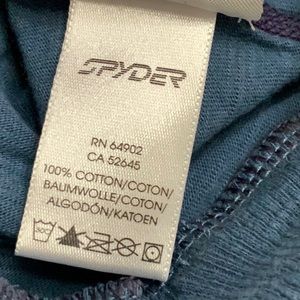 SPYDER
RN 64902
CA 52645
100% COTTON/COTON/
BAUMWOLLE/COTON/
ALGODÓN/KATOEN